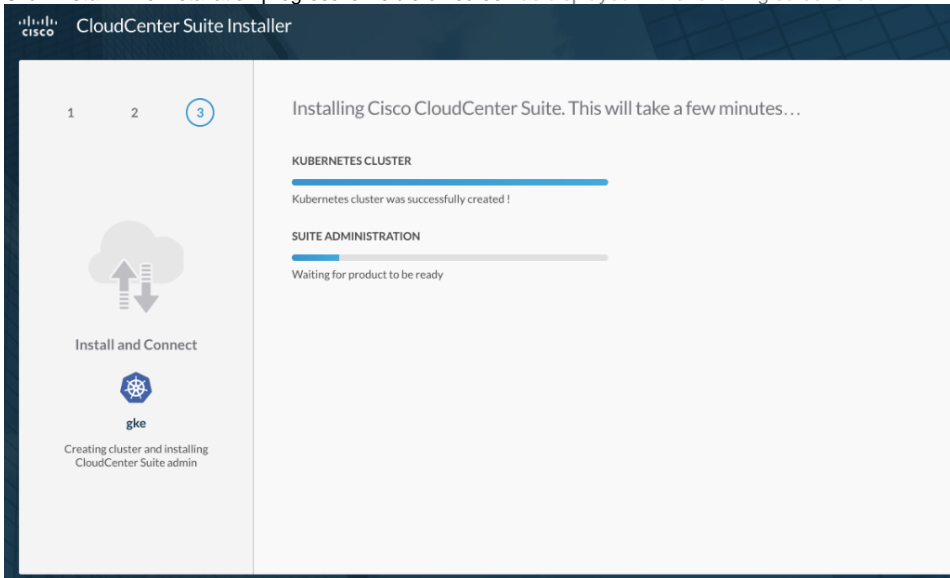 cisco
CloudCenter Suite Installer
1 2 3
Install and Connect
gke
Creating cluster and installing
CloudCenter Suite admin
Installing Cisco CloudCenter Suite. This will take a few minutes...
KUBERNETES CLUSTER
Kubernetes cluster was successfully created !
SUITE ADMINISTRATION
Waiting for product to be ready